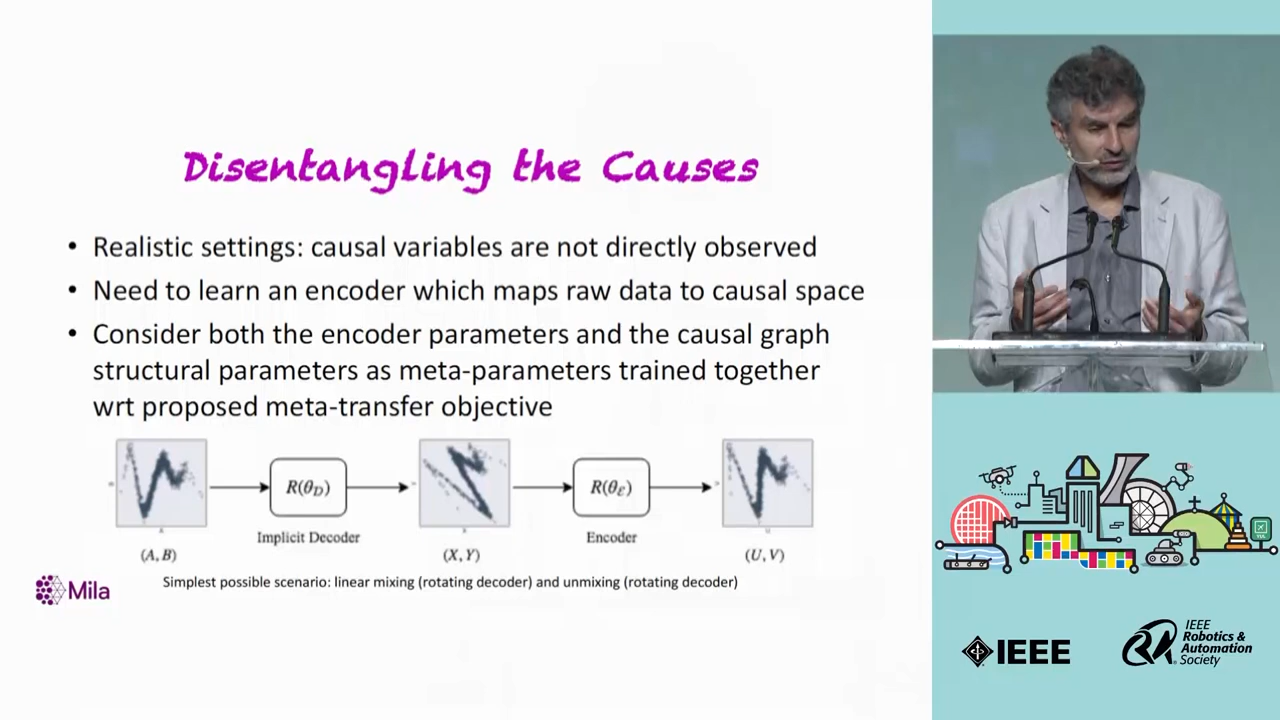 Disentangling the Causes
• Realistic settings: causal variables are not directly observed
• Need to learn an encoder which maps raw data to causal space
• Consider both the encoder parameters and the causal graph
structural parameters as meta-parameters trained together
wrt proposed meta-transfer objective
R(θ_D)
R(θ_ℰ)
Implicit Decoder
Encoder
(A, B)
(X, Y)
(U, V)
Simplest possible scenario: linear mixing (rotating decoder) and unmixing (rotating decoder)
Mila
YUL
IEEE
IEEE
Robotics &
Automation
Society